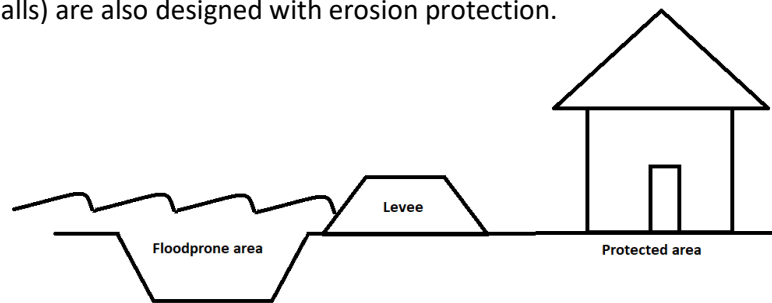 alls) are also designed with erosion protection.
Levee
Floodprone area
Protected area